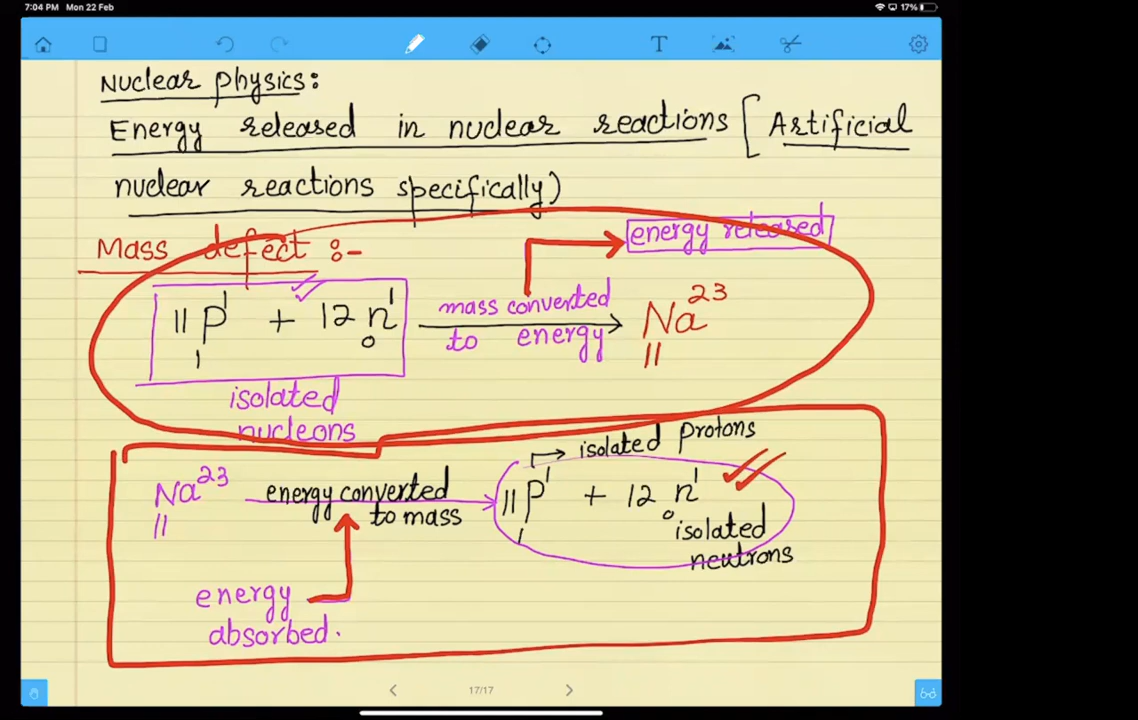 7:04 PM Mon 22 Feb
17%
T
Nuclear Physics:
Energy released in nuclear reactions [Artificial
nuclear reactions specifically)
energy released
Mass defect :-
11 p 1 1 + 12 n 1 0
mass converted
to energy
Na 23 11
isolated
nucleons
isolated protons
Na 23 11
energy converted
to mass
11 p 1 1 + 12 n 1 0
isolated
neutrons
energy
absorbed.
17/17